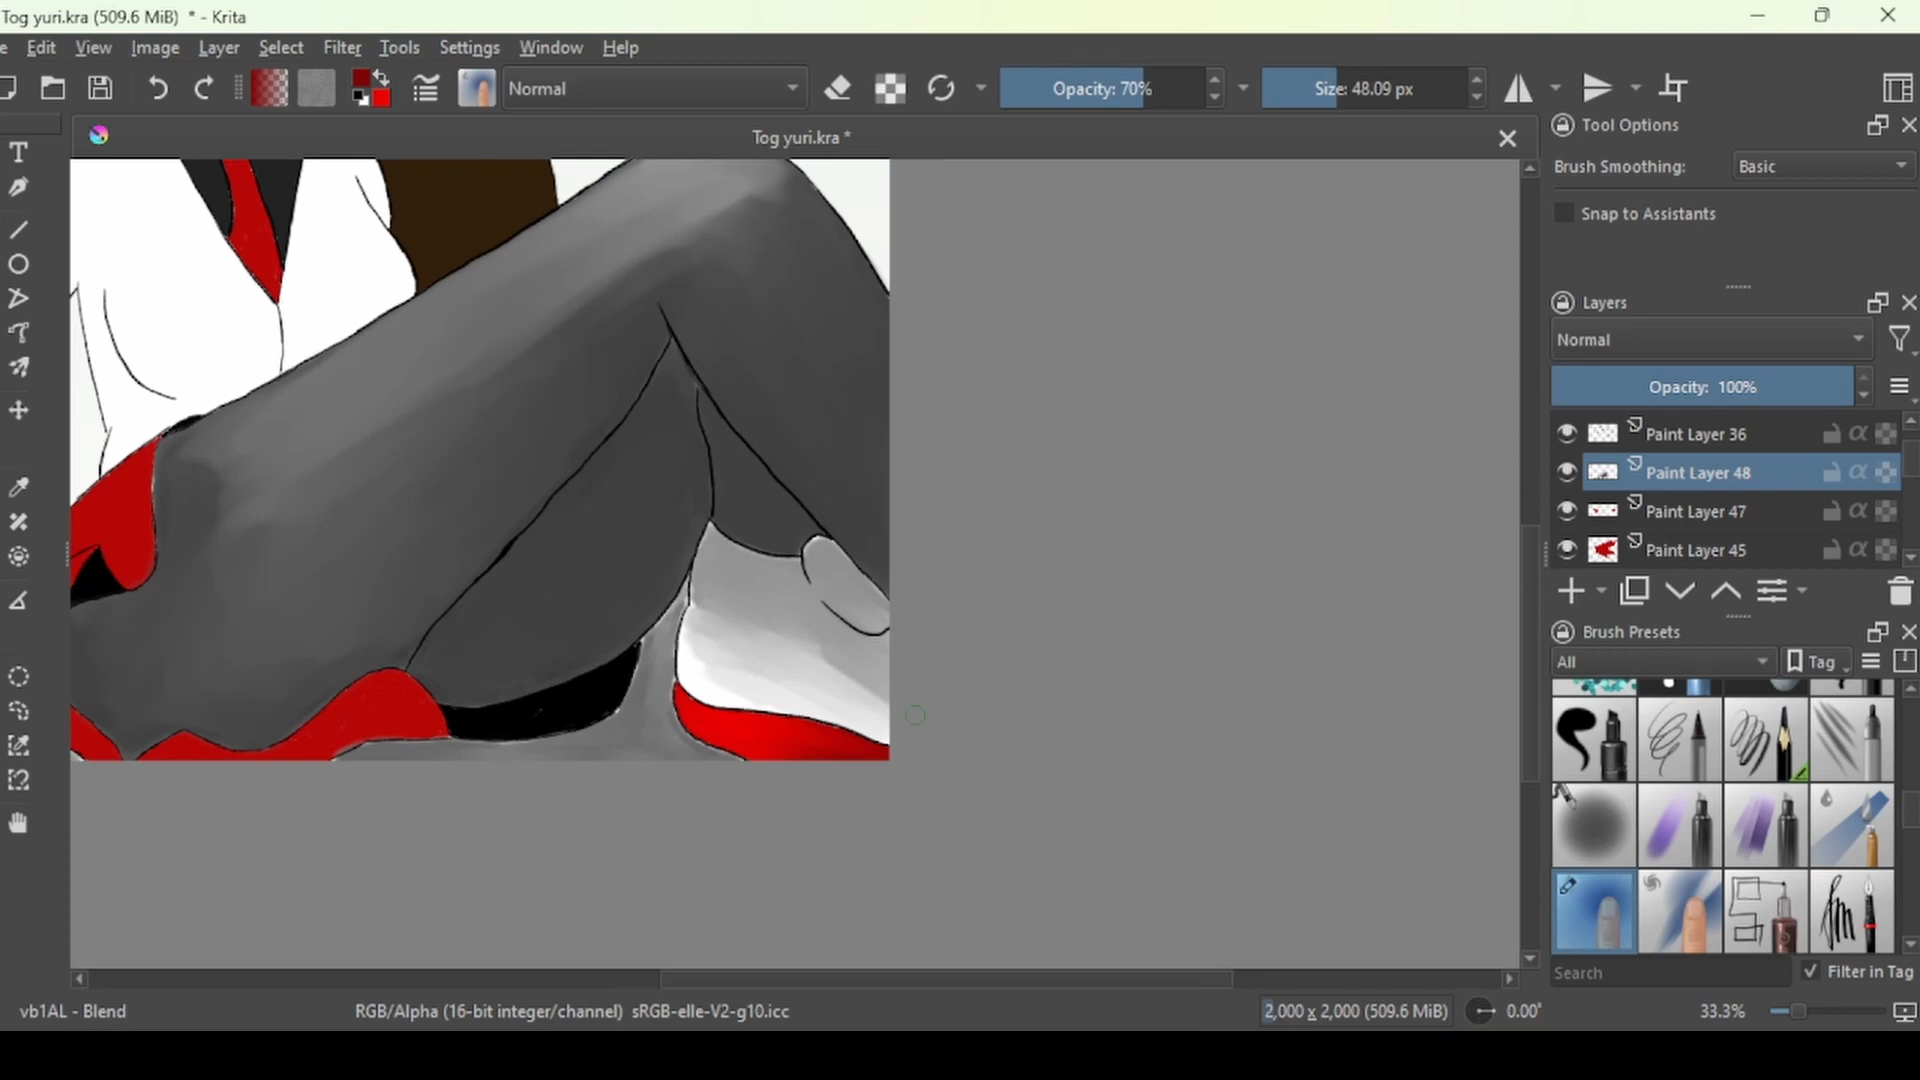 Tog yuri.kra (509.6 MiB) * - Krita
e Edit View Image Layer Select Filter Tools Settings Window Help
Normal Opacity: 70% Size: 48.09 px
Tog yuri.kra *
Tool Options
Brush Smoothing: Basic
Snap to Assistants
Layers
Normal
Opacity: 100%
Paint Layer 36
Paint Layer 48
Paint Layer 47
Paint Layer 45
Brush Presets
All Tag
Search Filter in Tag
vb1AL - Blend RGB/Alpha (16-bit integer/channel) sRGB-elle-V2-g10.icc 2,000 x 2,000 (509.6 MiB) 0.00° 33.3%